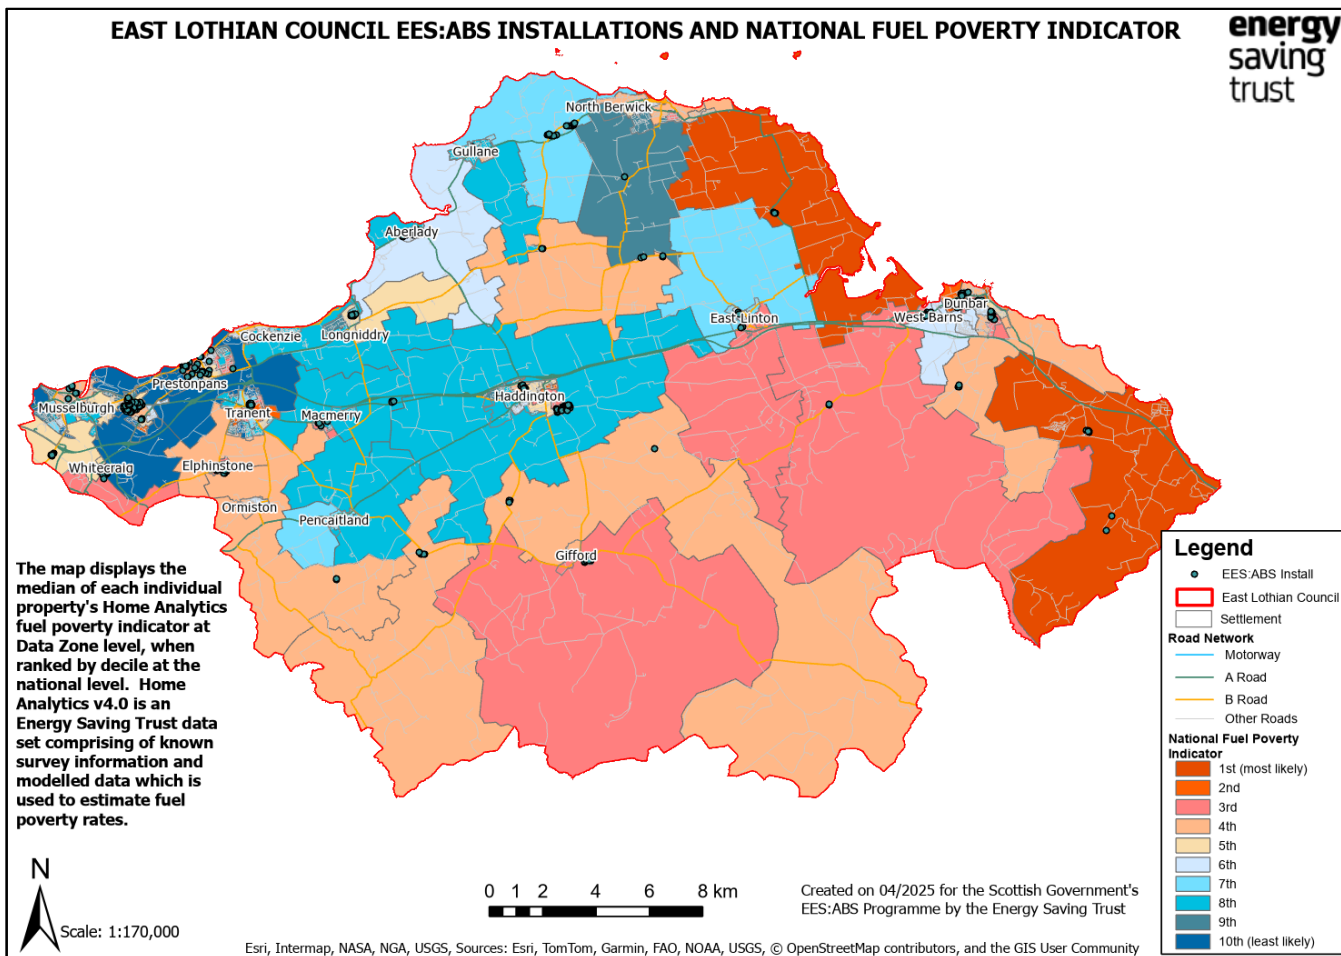 EAST LOTHIAN COUNCIL EES:ABS INSTALLATIONS AND NATIONAL FUEL POVERTY INDICATOR
energy
saving
trust
North Berwick
Gullane
Aberlady
Dunbar
West Barns
East Linton
Cockenzie
Longniddry
Prestonpans
Musselburgh
Tranent
Macmerry
Haddington
Whitecraig
Elphinstone
Ormiston
Pencaitland
Gifford
The map displays the
median of each individual
property's Home Analytics
fuel poverty indicator at
Data Zone level, when
ranked by decile at the
national level. Home
Analytics v4.0 is an
Energy Saving Trust data
set comprising of known
survey information and
modelled data which is
used to estimate fuel
poverty rates.
N
Scale: 1:170,000
0 1 2 4 6 8 km
Created on 04/2025 for the Scottish Government's
EES:ABS Programme by the Energy Saving Trust
Esri, Intermap, NASA, NGA, USGS, Sources: Esri, TomTom, Garmin, FAO, NOAA, USGS, © OpenStreetMap contributors, and the GIS User Community
Legend
EES:ABS Install
East Lothian Council
Settlement
Road Network
Motorway
A Road
B Road
Other Roads
National Fuel Poverty
Indicator
1st (most likely)
2nd
3rd
4th
5th
6th
7th
8th
9th
10th (least likely)